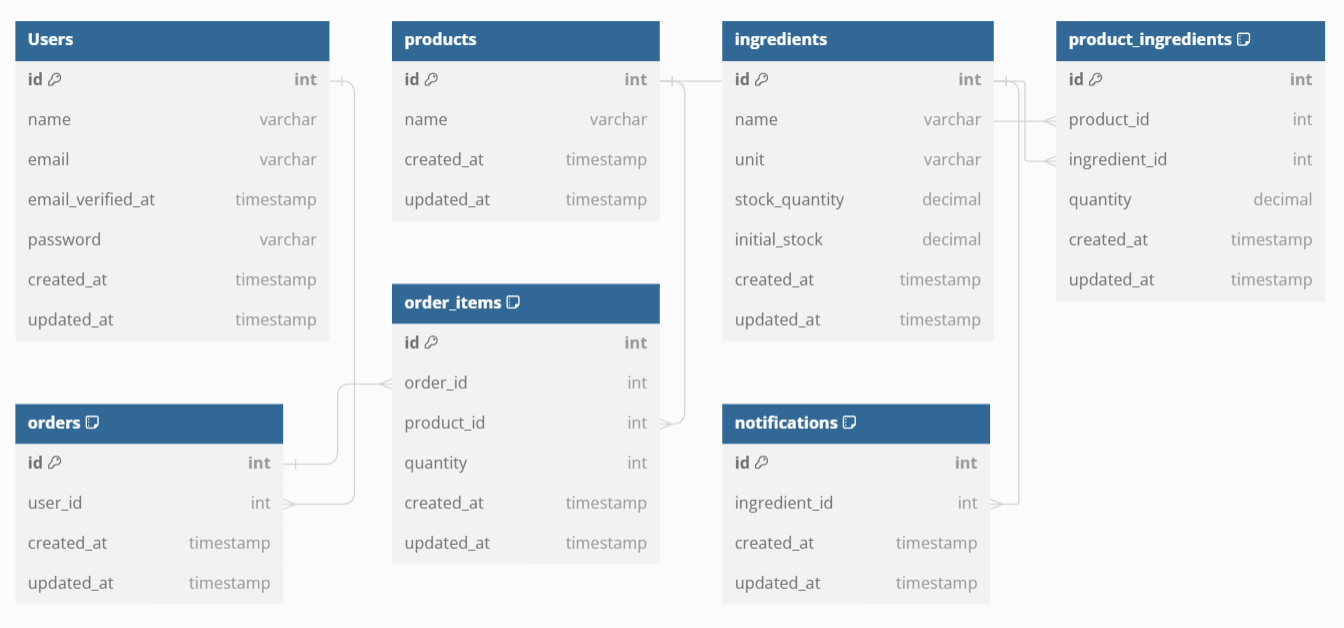 Users
id int
name varchar
email varchar
email_verified_at timestamp
password varchar
created_at timestamp
updated_at timestamp
products
id int
name varchar
created_at timestamp
updated_at timestamp
ingredients
id int
name varchar
unit varchar
stock_quantity decimal
initial_stock decimal
created_at timestamp
updated_at timestamp
product_ingredients
id int
product_id int
ingredient_id int
quantity decimal
created_at timestamp
updated_at timestamp
orders
id int
user_id int
created_at timestamp
updated_at timestamp
order_items
id int
order_id int
product_id int
quantity int
created_at timestamp
updated_at timestamp
notifications
id int
ingredient_id int
created_at timestamp
updated_at timestamp